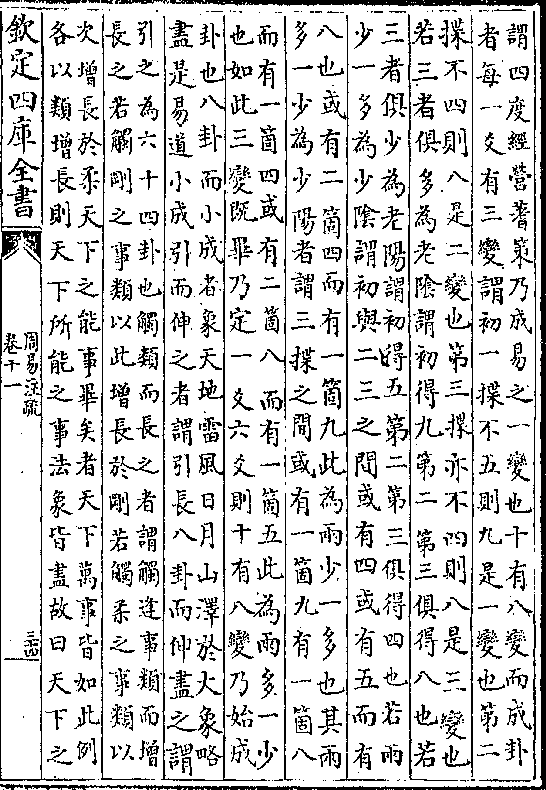 謂四度經營蓍策乃成易之一變也十有八變而成卦
者每一爻有三變謂初一揲不五則九是一變也第二
揲不四則八是二變也第三揲亦不四則八是三變也
若三者俱多為老隂謂初得九第二第三俱得八也若
三者俱少為老陽謂初得五第二第三俱得四也若兩
少一多為少隂謂初與二三之間或有四或有五而有
八也或有二箇四而有一箇九此為兩少一多也其兩
多一少為少陽者謂三揲之間或有一箇九有一箇八
而有一箇四或有二箇八而有一箇五此為兩多一少
也如此三變既畢乃定一爻六爻則十有八變乃始成
卦也八卦而小成者象天地雷風日月山澤於大象略
盡是易道小成引而伸之者謂引長八卦而伸盡之謂
引之為六十四卦也觸類而長之者謂觸逢事類而增
長之若觸剛之事類以此增長於剛若觸柔之事類以
次增長於柔天下之能事畢矣者天下萬事皆如此例
各以類增長則天下所能之事法象皆盡故曰天下之
欽定四庫全書
周易注疏
卷十一
三十四